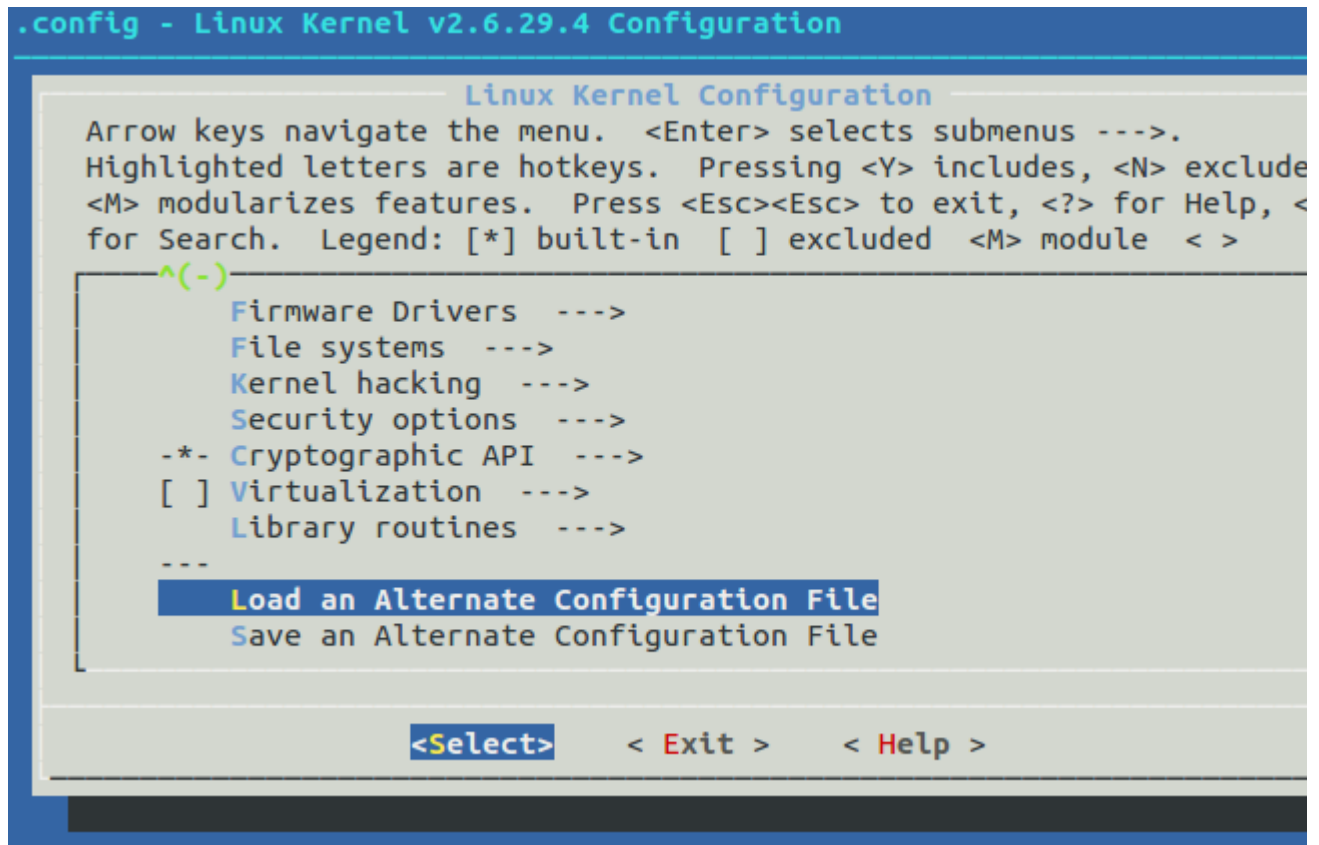 .config - Linux Kernel v2.6.29.4 Configuration
Linux Kernel Configuration
Arrow keys navigate the menu.  <Enter> selects submenus --->.
Highlighted letters are hotkeys.  Pressing <Y> includes, <N> exclude
<M> modularizes features.  Press <Esc><Esc> to exit, <?> for Help, <
for Search.  Legend: [*] built-in  [ ] excluded  <M> module  < >
^(-)
Firmware Drivers  --->
File systems  --->
Kernel hacking  --->
Security options  --->
-*- Cryptographic API  --->
[ ] Virtualization  --->
Library routines  --->
---
Load an Alternate Configuration File
Save an Alternate Configuration File
<Select>    < Exit >    < Help >